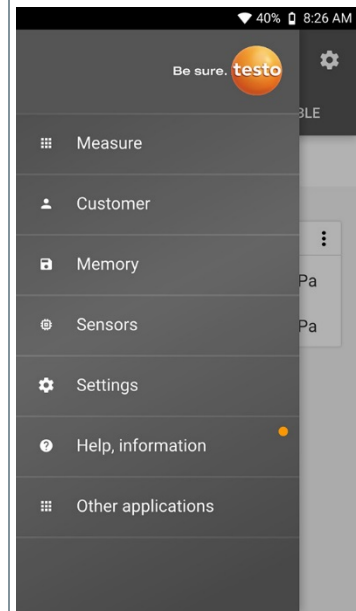 40% 8:26 AM
Be sure. testo
BLE
Measure
Customer
Memory
Pa
Sensors
Pa
Settings
Help, information
Other applications